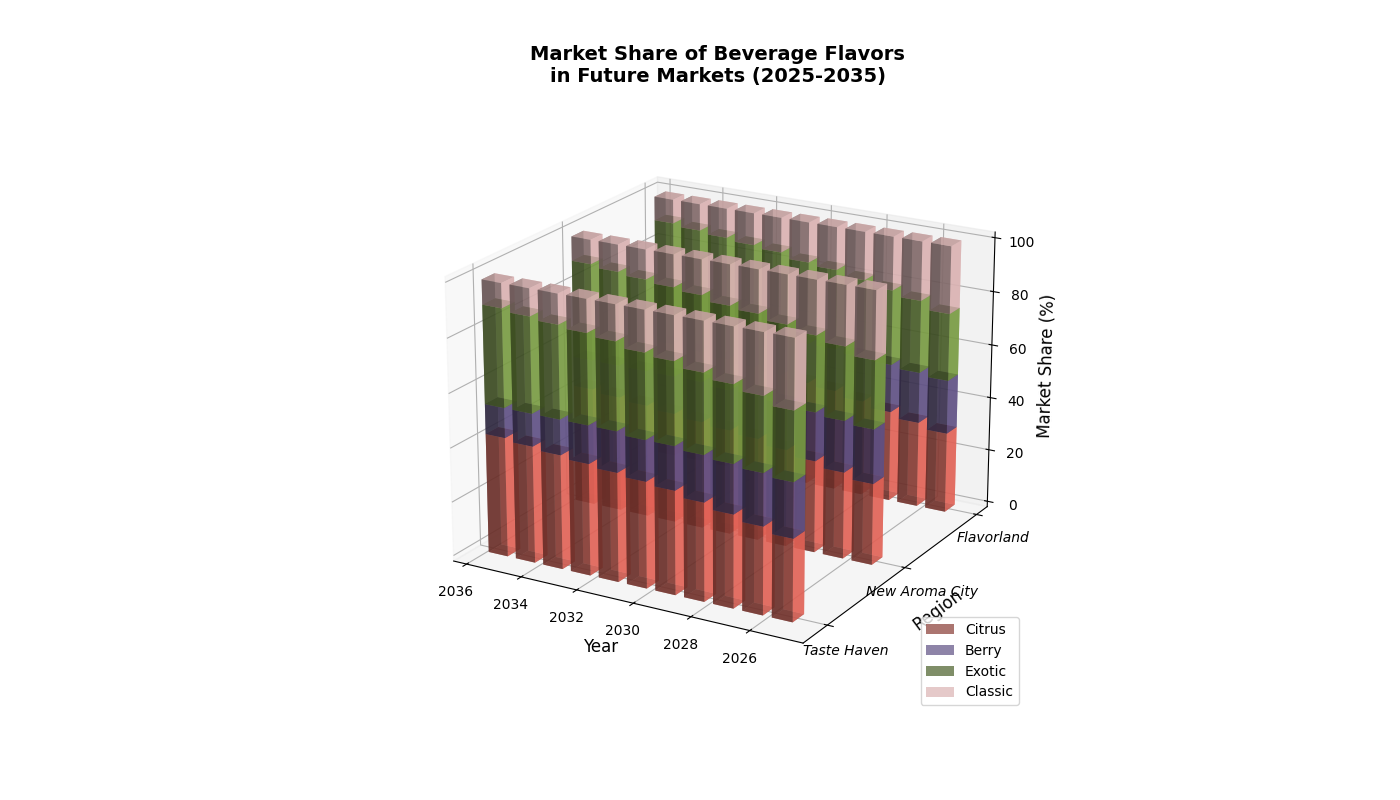 Market Share of Beverage Flavors
in Future Markets (2025-2035)
100
80
60
40
20
0
Market Share (%)
Flavorland
New Aroma City
Taste Haven
Region
2036
2034
2032
2030
2028
2026
Year
Citrus
Berry
Exotic
Classic